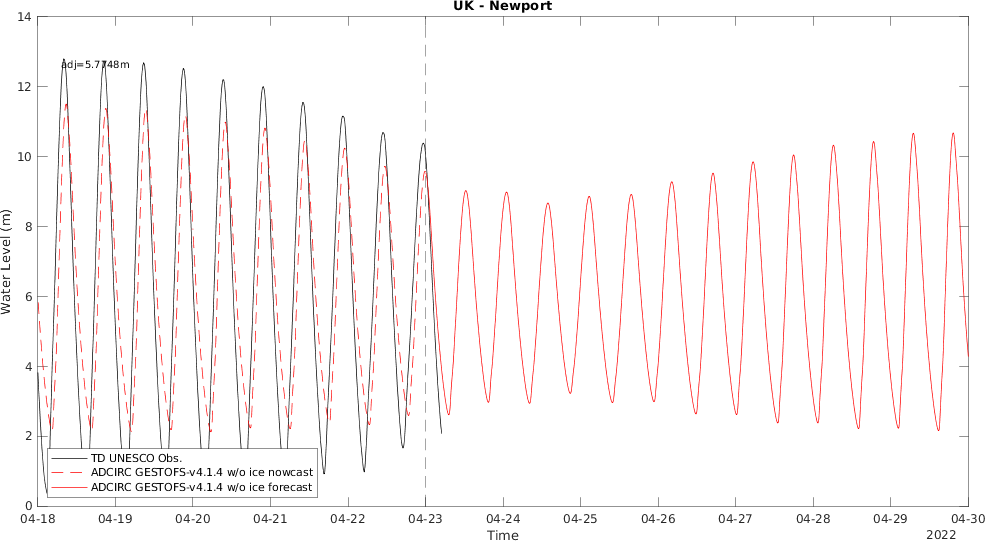 UK - Newport
14
12
10
8
6
4
2
0
Water Level (m)
adj=5.7748m
TD UNESCO Obs.
ADCIRC GESTOFS-v4.1.4 w/o ice nowcast
ADCIRC GESTOFS-v4.1.4 w/o ice forecast
04-18 04-19 04-20 04-21 04-22 04-23 04-24 04-25 04-26 04-27 04-28 04-29 04-30
Time
2022